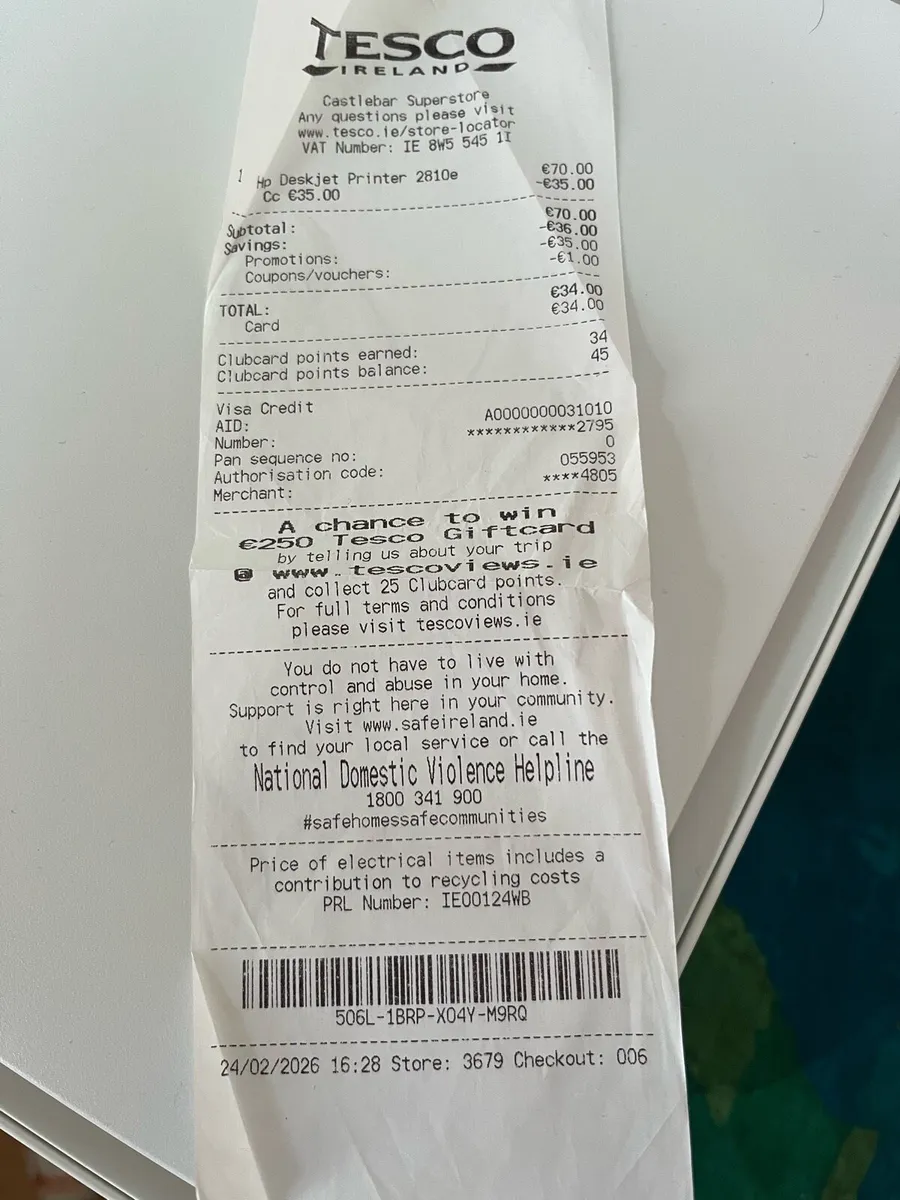 TESCO
IRELAND
Castlebar Superstore
Any questions please visit
www.tesco.ie/store-locator
VAT Number: IE 8W5 545 1I
1 Hp Deskjet Printer 2810e €70.00
Cc €35.00 -€35.00
Subtotal: €70.00
Savings: -€36.00
Promotions: -€35.00
Coupons/vouchers: -€1.00
TOTAL: €34.00
Card €34.00
Clubcard points earned: 34
Clubcard points balance: 45
Visa Credit
AID: A0000000031010
Number: ************2795
Pan sequence no: 0
Authorisation code: 055953
Merchant: ****4805
A chance to win
€250 Tesco Giftcard
by telling us about your trip
@ www.tescoviews.ie
and collect 25 Clubcard points.
For full terms and conditions
please visit tescoviews.ie
You do not have to live with
control and abuse in your home.
Support is right here in your community.
Visit www.safeireland.ie
to find your local service or call the
National Domestic Violence Helpline
1800 341 900
#safehomessafecommunities
Price of electrical items includes a
contribution to recycling costs
PRL Number: IE00124WB
506L-1BRP-X04Y-M9RQ
24/02/2026 16:28 Store: 3679 Checkout: 006